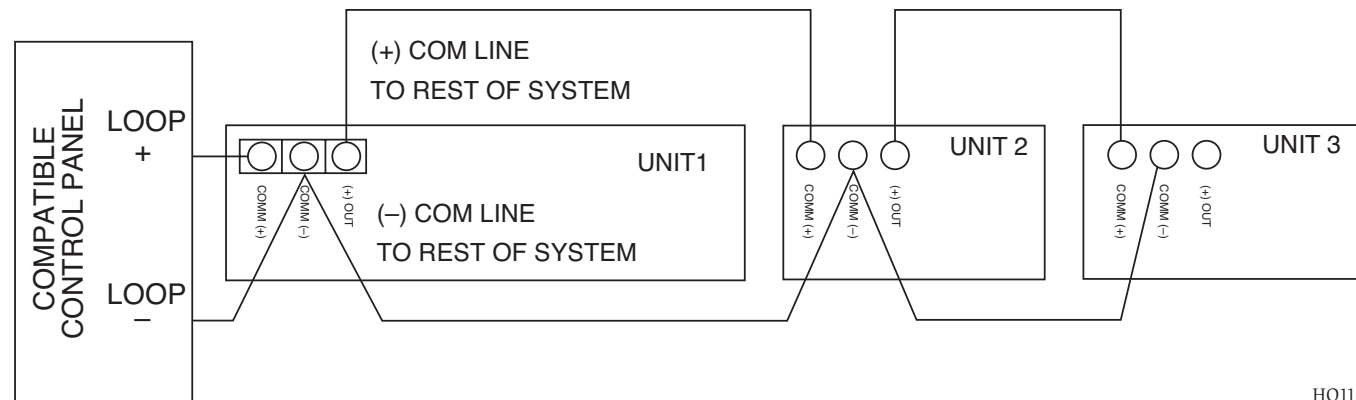 COMPATIBLE
CONTROL PANEL
LOOP
+
LOOP
–
(+) COM LINE
TO REST OF SYSTEM
UNIT1
COMM (+)
COMM (–)
(+) OUT
(–) COM LINE
TO REST OF SYSTEM
UNIT 2
COMM (+)
COMM (–)
(+) OUT
UNIT 3
COMM (+)
COMM (–)
(+) OUT